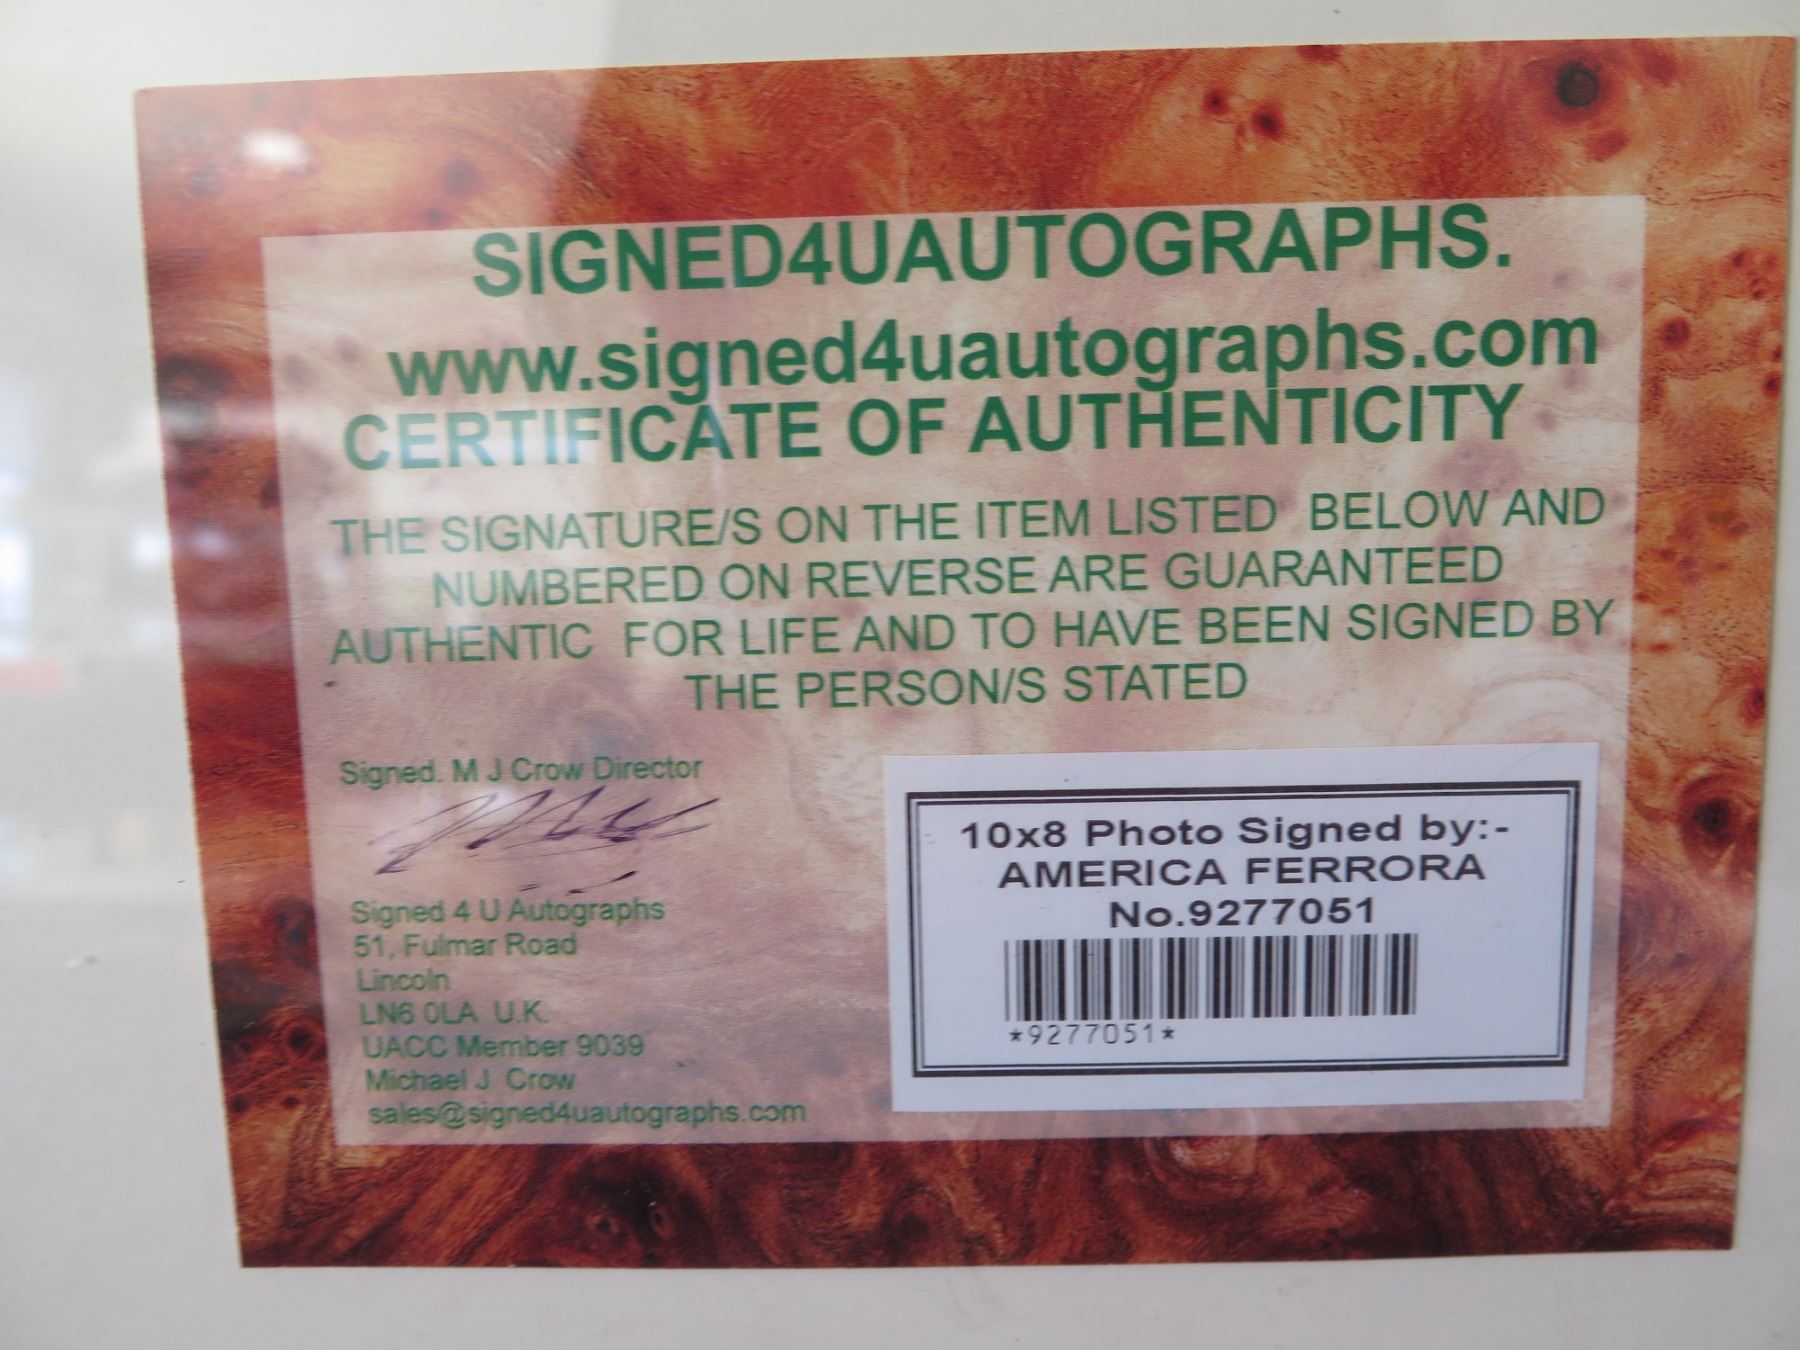 SIGNED4UAUTOGRAPHS.
www.signed4uautographs.com
CERTIFICATE OF AUTHENTICITY
THE SIGNATURE/S ON THE ITEM LISTED BELOW AND
NUMBERED ON REVERSE ARE GUARANTEED
AUTHENTIC FOR LIFE AND TO HAVE BEEN SIGNED BY
THE PERSON/S STATED
Signed. M J Crow Director
Signed 4 U Autographs
51, Fulmar Road
Lincoln
LN6 0LA U.K.
UACC Member 9039
Michael J Crow
sales@signed4uautographs.com
10x8 Photo Signed by:-
AMERICA FERRORA
No.9277051
*9277051*